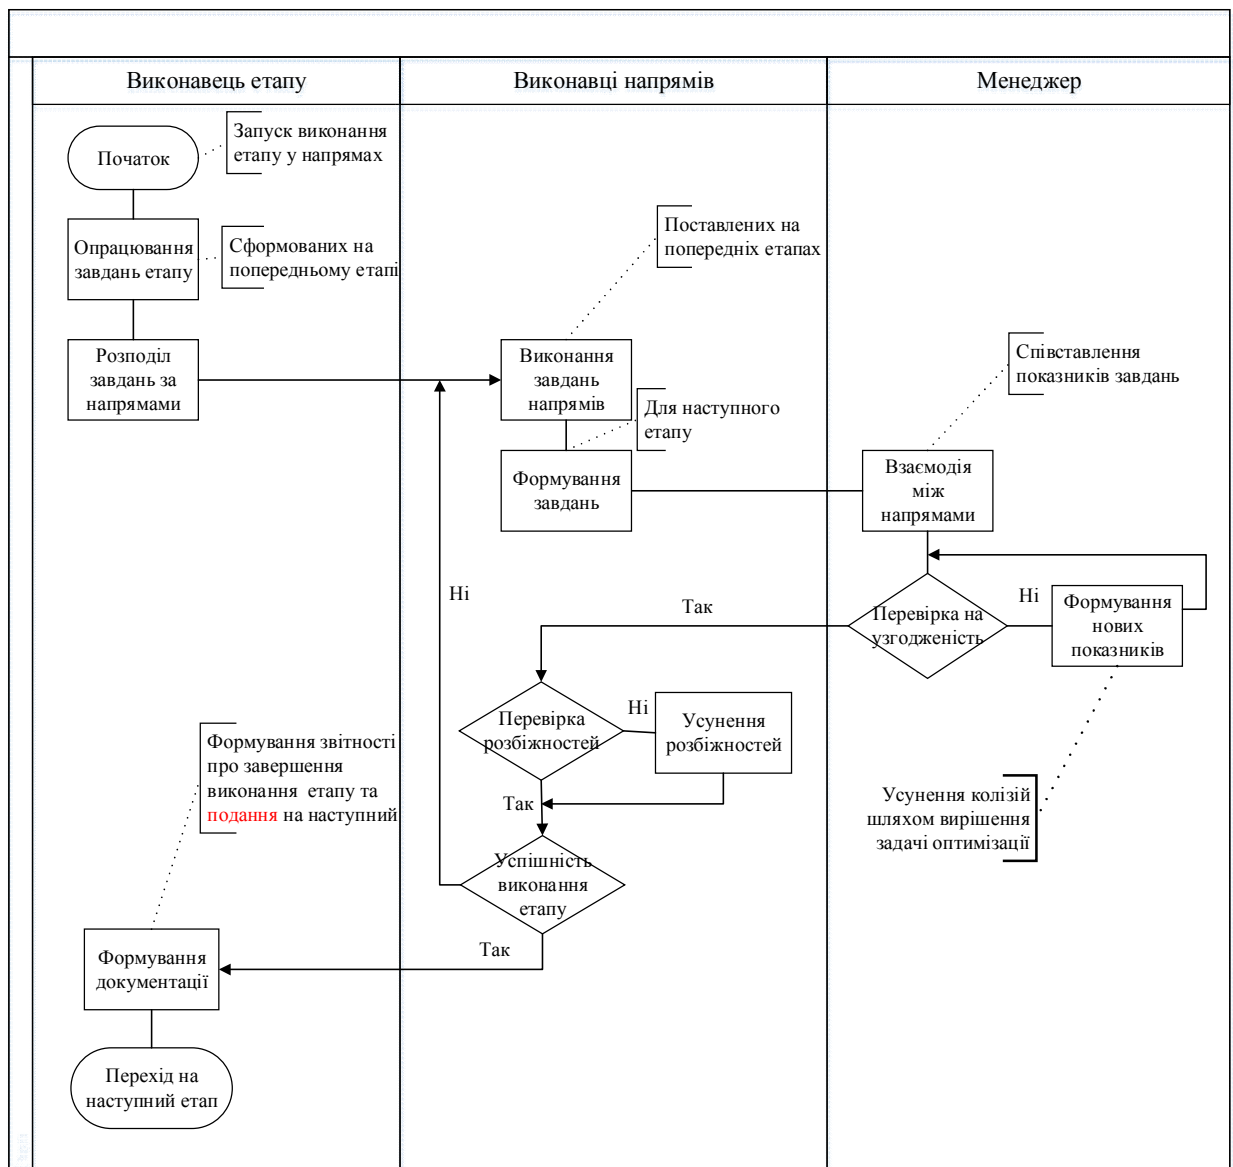 Виконавець етапу
Виконавці напрямів
Менеджер
Початок
Запуск виконання
етапу у напрямах
Опрацювання
завдань етапу
Сформованих на
попередньому етапі
Розподіл
завдань за
напрямами
Поставлених на
попередніх етапах
Виконання
завдань
напрямів
Для наступного
етапу
Формування
завдань
Співставлення
показників завдань
Взаємодія
між
напрямами
Перевірка на
узгодженість
Ні
Формування
нових
показників
Так
Ні
Перевірка
розбіжностей
Ні
Усунення
розбіжностей
Усунення колізій
шляхом вирішення
задачі оптимізації
Так
Успішність
виконання
етапу
Так
Формування звітності
про завершення
виконання етапу та
подання на наступний
Формування
документації
Перехід на
наступний етап